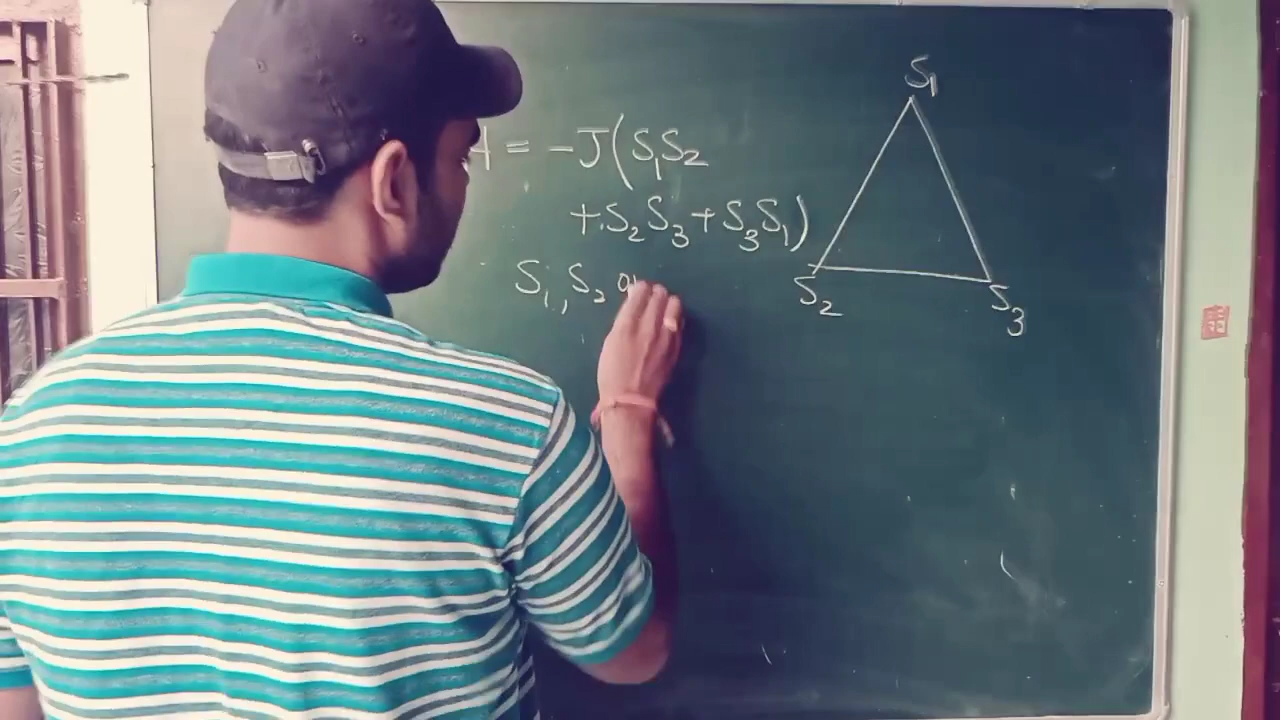 = -J(S₁S₂
+ S₂S₃ + S₃S₁)
S₁, S₂
S₁
S₂
S₃